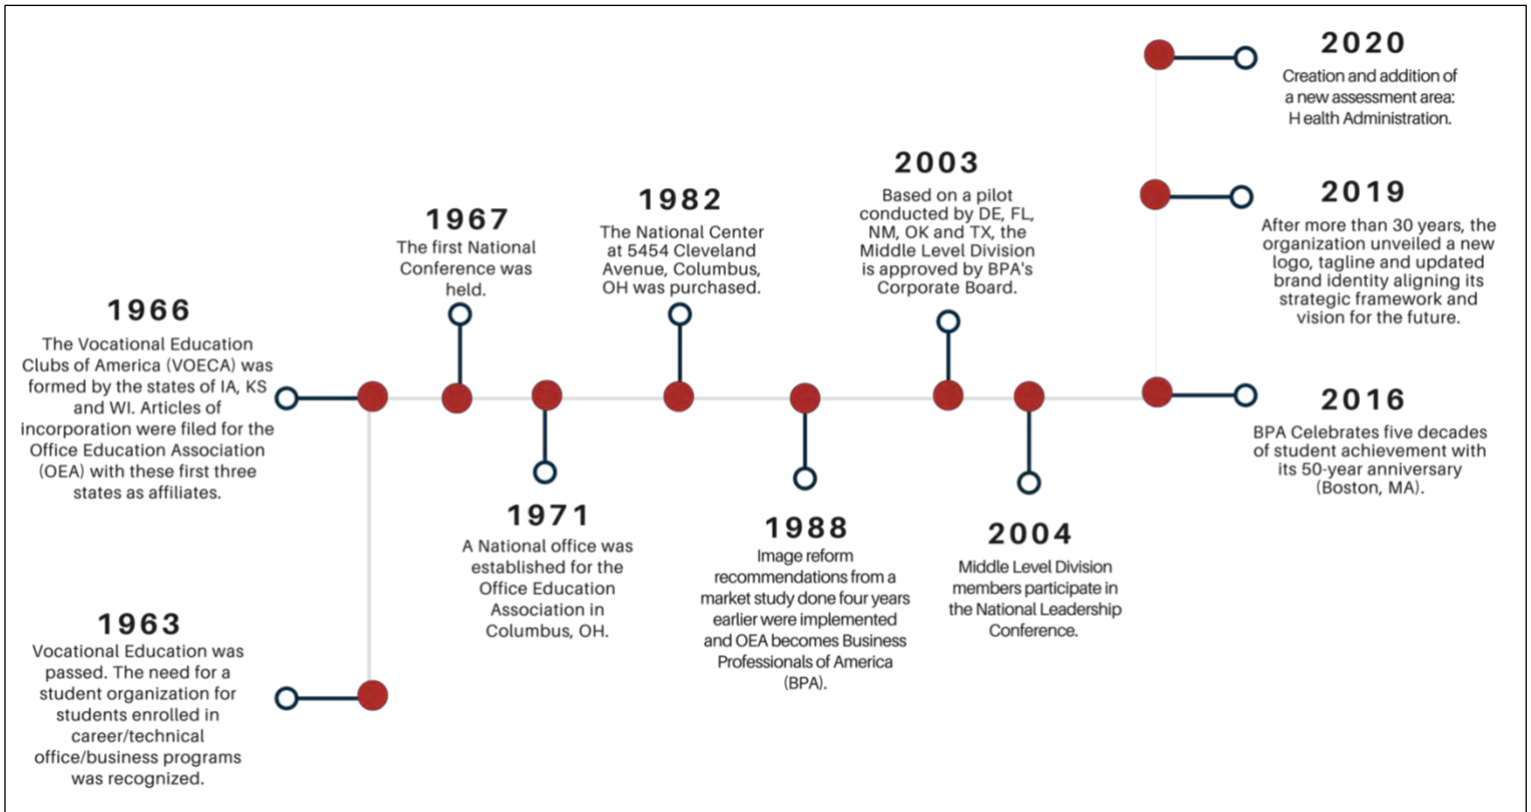 1963
Vocational Education was
passed. The need for a
student organization for
students enrolled in
career/technical
office/business programs
was recognized.
1966
The Vocational Education
Clubs of America (VOECA) was
formed by the states of IA, KS
and WI. Articles of
incorporation were filed for the
Office Education Association
(OEA) with these first three
states as affiliates.
1967
The first National
Conference was
held.
1971
A National office was
established for the
Office Education
Association in
Columbus, OH.
1982
The National Center
at 5454 Cleveland
Avenue, Columbus,
OH was purchased.
1988
Image reform
recommendations from a
market study done four years
earlier were implemented
and OEA becomes Business
Professionals of America
(BPA).
2003
Based on a pilot
conducted by DE, FL,
NM, OK and TX, the
Middle Level Division
is approved by BPA's
Corporate Board.
2004
Middle Level Division
members participate in
the National Leadership
Conference.
2016
BPA Celebrates five decades
of student achievement with
its 50-year anniversary
(Boston, MA).
2019
After more than 30 years, the
organization unveiled a new
logo, tagline and updated
brand identity aligning its
strategic framework and
vision for the future.
2020
Creation and addition of
a new assessment area:
H ealth Administration.